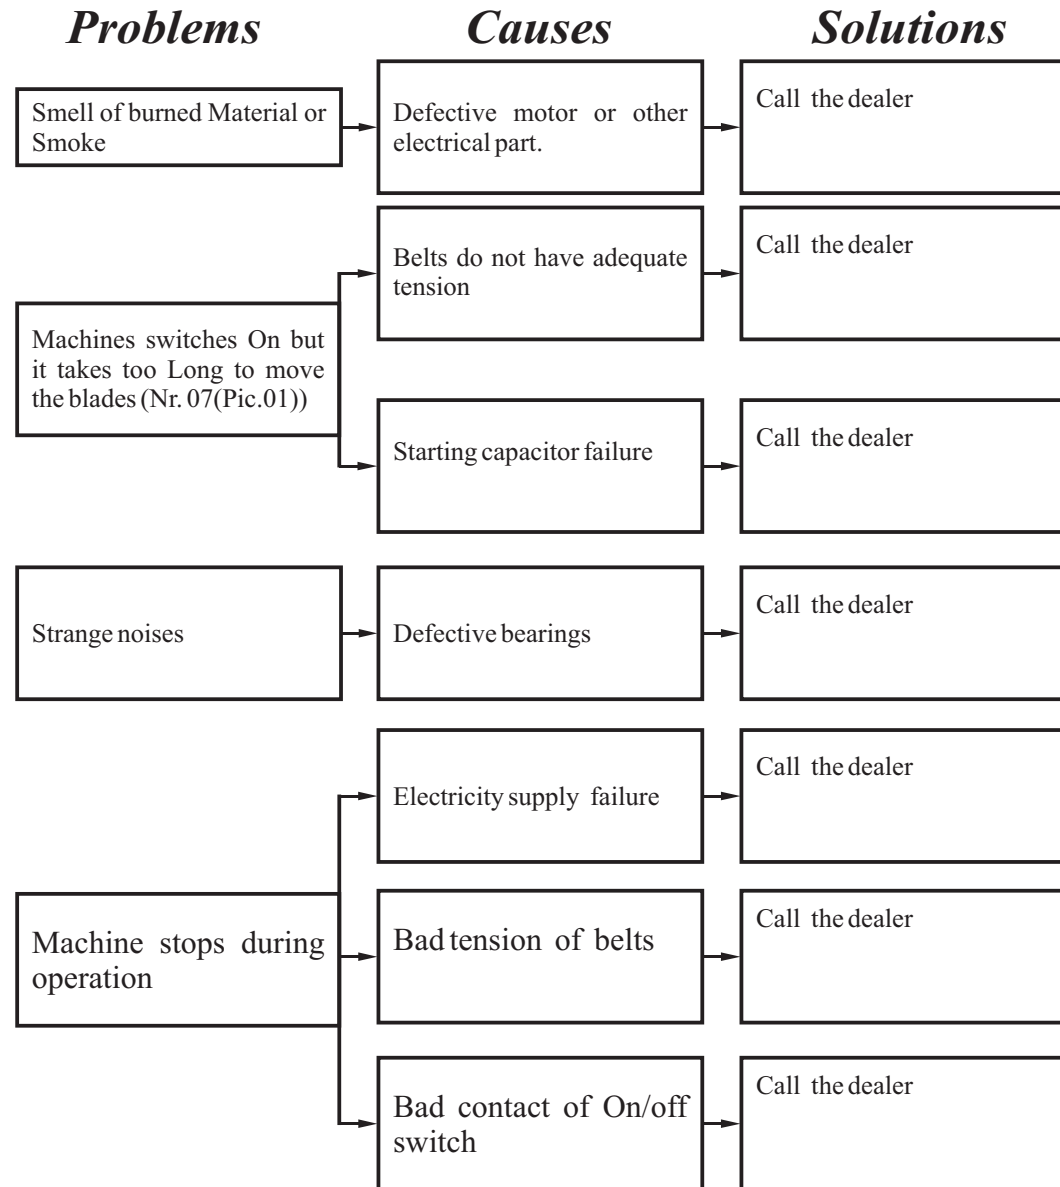 Problems Causes Solutions
Smell of burned Material or
Smoke
Defective motor or other
electrical part.
Call the dealer
Machines switches On but
it takes too Long to move
the blades (Nr. 07(Pic.01))
Belts do not have adequate
tension
Call the dealer
Starting capacitor failure
Call the dealer
Strange noises
Defective bearings
Call the dealer
Machine stops during
operation
Electricity supply failure
Call the dealer
Bad tension of belts
Call the dealer
Bad contact of On/off
switch
Call the dealer